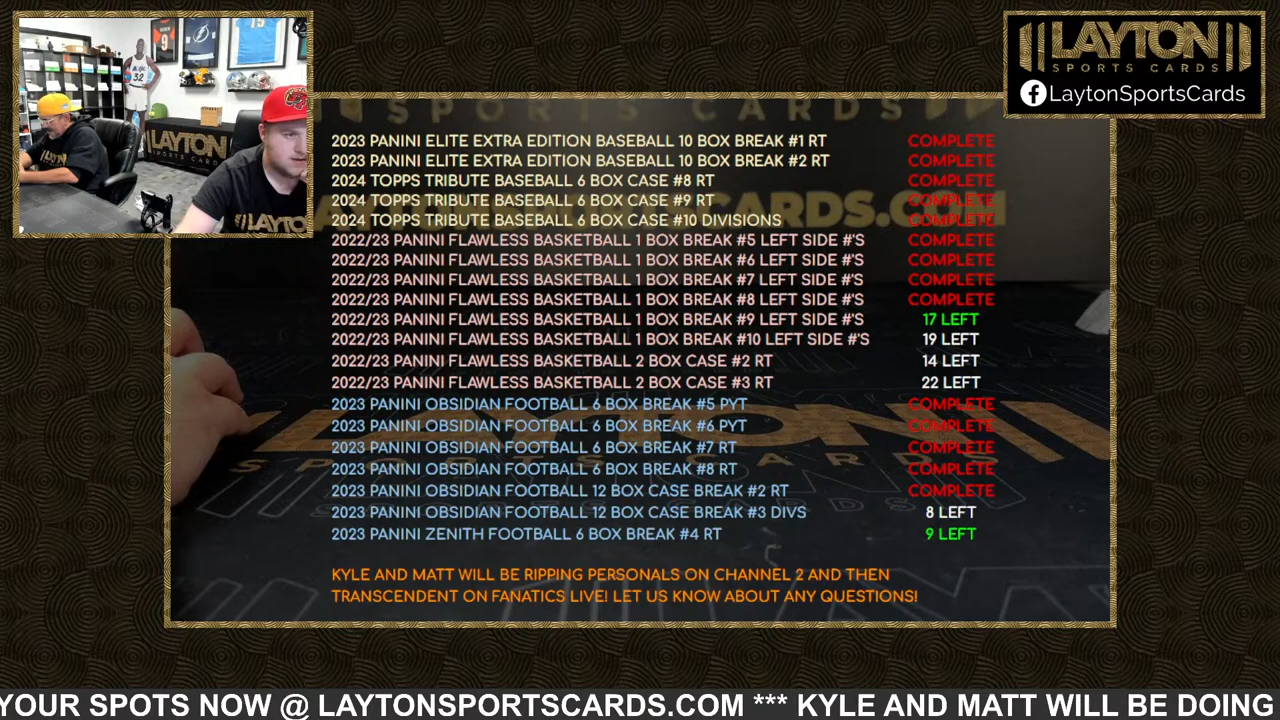 LAYTON
SPORTS CARDS
LaytonSportsCards
9
32
LAYTON
SPORTS CARDS
2023 PANINI ELITE EXTRA EDITION BASEBALL 10 BOX BREAK #1 RT COMPLETE
2023 PANINI ELITE EXTRA EDITION BASEBALL 10 BOX BREAK #2 RT COMPLETE
2024 TOPPS TRIBUTE BASEBALL 6 BOX CASE #8 RT COMPLETE
2024 TOPPS TRIBUTE BASEBALL 6 BOX CASE #9 RT COMPLETE
2024 TOPPS TRIBUTE BASEBALL 6 BOX CASE #10 DIVISIONS COMPLETE
2022/23 PANINI FLAWLESS BASKETBALL 1 BOX BREAK #5 LEFT SIDE #'S COMPLETE
2022/23 PANINI FLAWLESS BASKETBALL 1 BOX BREAK #6 LEFT SIDE #'S COMPLETE
2022/23 PANINI FLAWLESS BASKETBALL 1 BOX BREAK #7 LEFT SIDE #'S COMPLETE
2022/23 PANINI FLAWLESS BASKETBALL 1 BOX BREAK #8 LEFT SIDE #'S COMPLETE
2022/23 PANINI FLAWLESS BASKETBALL 1 BOX BREAK #9 LEFT SIDE #'S 17 LEFT
2022/23 PANINI FLAWLESS BASKETBALL 1 BOX BREAK #10 LEFT SIDE #'S 19 LEFT
2022/23 PANINI FLAWLESS BASKETBALL 2 BOX CASE #2 RT 14 LEFT
2022/23 PANINI FLAWLESS BASKETBALL 2 BOX CASE #3 RT 22 LEFT
2023 PANINI OBSIDIAN FOOTBALL 6 BOX BREAK #5 PYT COMPLETE
2023 PANINI OBSIDIAN FOOTBALL 6 BOX BREAK #6 PYT COMPLETE
2023 PANINI OBSIDIAN FOOTBALL 6 BOX BREAK #7 RT COMPLETE
2023 PANINI OBSIDIAN FOOTBALL 6 BOX BREAK #8 RT COMPLETE
2023 PANINI OBSIDIAN FOOTBALL 12 BOX CASE BREAK #2 RT COMPLETE
2023 PANINI OBSIDIAN FOOTBALL 12 BOX CASE BREAK #3 DIVS 8 LEFT
2023 PANINI ZENITH FOOTBALL 6 BOX BREAK #4 RT 9 LEFT
KYLE AND MATT WILL BE RIPPING PERSONALS ON CHANNEL 2 AND THEN
TRANSCENDENT ON FANATICS LIVE! LET US KNOW ABOUT ANY QUESTIONS!
YOUR SPOTS NOW @ LAYTONSPORTSCARDS.COM *** KYLE AND MATT WILL BE DOING